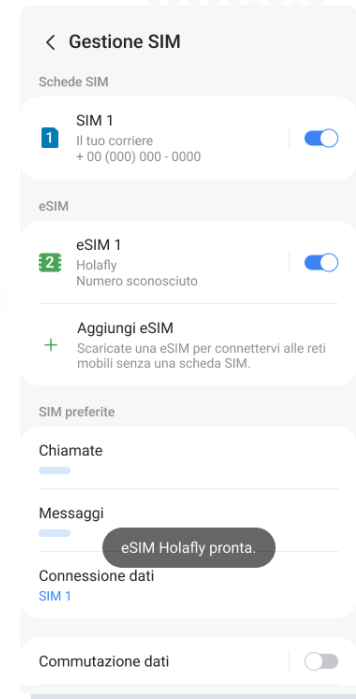 Gestione SIM
Schede SIM
1
SIM 1
Il tuo corriere
+ 00 (000) 000 - 0000
eSIM
2
eSIM 1
Holafly
Numero sconosciuto
Aggiungi eSIM
Scaricate una eSIM per connettervi alle reti
mobili senza una scheda SIM.
SIM preferite
Chiamate
Messaggi
eSIM Holafly pronta.
Connessione dati
SIM 1
Commutazione dati